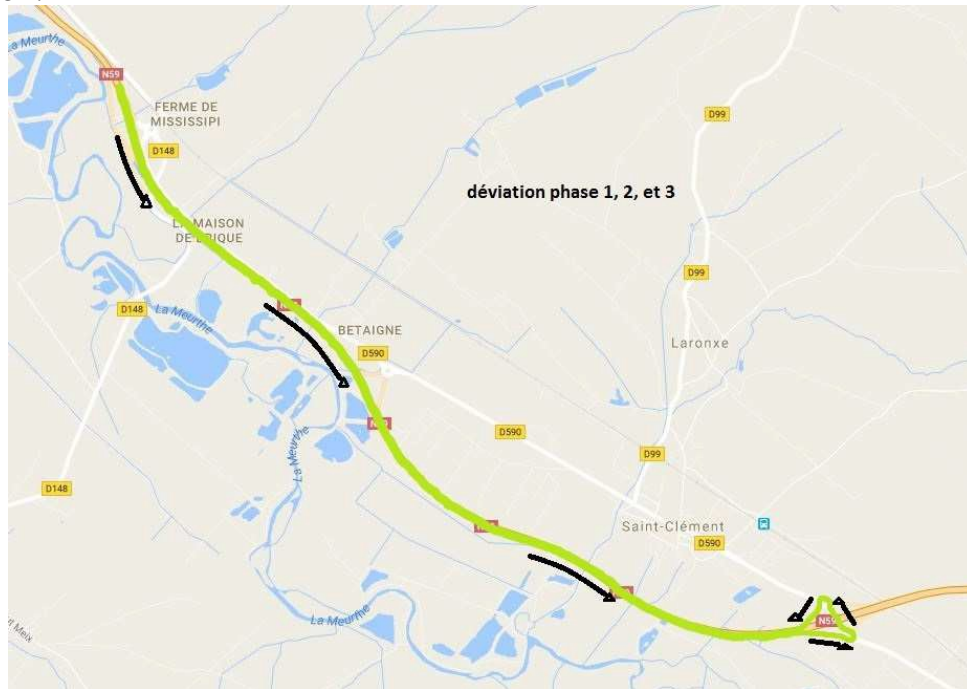 La Meurthe
N59
FERME DE
MISSISSIPI
D148
D99
déviation phase 1, 2, et 3
MAISON
DE
D99
D148
La Meurthe
BETAIGNE
Laronxe
D590
D590
La Meurthe
D99
D148
Saint-Clément
D590
La Meurthe
N59
Meix